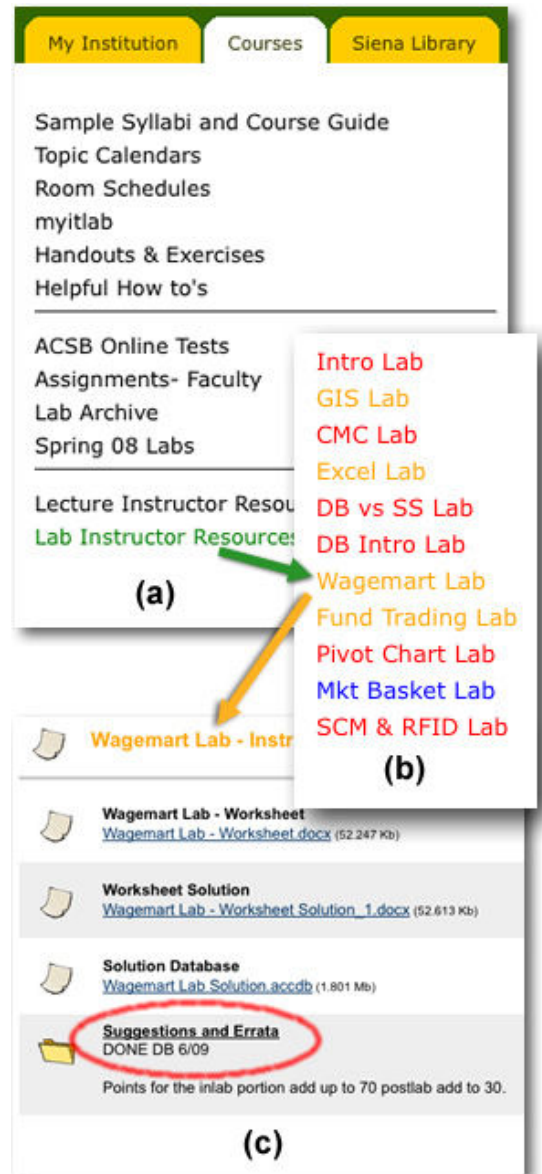 My Institution Courses Siena Library
Sample Syllabi and Course Guide
Topic Calendars
Room Schedules
myitlab
Handouts & Exercises
Helpful How to's
ACSB Online Tests
Assignments- Faculty
Lab Archive
Spring 08 Labs
Lecture Instructor Resou
Lab Instructor Resources
(a)
Intro Lab
GIS Lab
CMC Lab
Excel Lab
DB vs SS Lab
DB Intro Lab
Wagemart Lab
Fund Trading Lab
Pivot Chart Lab
Mkt Basket Lab
SCM & RFID Lab
(b)
Wagemart Lab - Instr
Wagemart Lab - Worksheet
Wagemart Lab - Worksheet.docx (52.247 Kb)
Worksheet Solution
Wagemart Lab - Worksheet Solution_1.docx (52.613 Kb)
Solution Database
Wagemart Lab Solution.accdb (1.801 Mb)
Suggestions and Errata
DONE DB 6/09
Points for the inlab portion add up to 70 postlab add to 30.
(c)